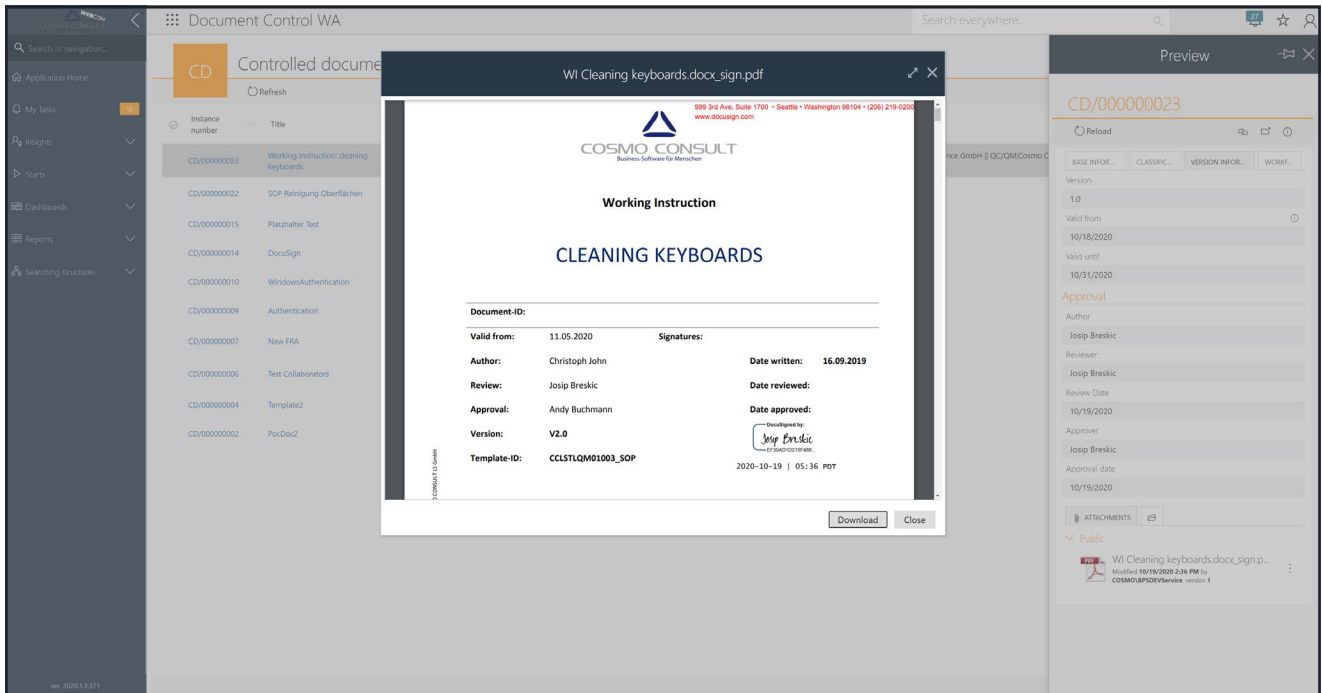 WEBCON
COSMO CONSULT
Document Control WA
Search everywhere...
27
Search in navigation...
Application Home
My Tasks
Insights
Starts
Dashboards
Reports
Searching structures
ver. 2020.1.3.371
CD
Controlled docume
Refresh
Instance number
Title
CD/000000023
Working Instruction: cleaning keyboards
nce GmbH || QC/QM;Cosmo C
CD/000000022
SOP Reinigung Oberflächen
CD/000000015
Platzhalter Test
CD/000000014
DocuSign
CD/000000010
WindowsAuthentication
CD/000000009
Authentication
CD/000000007
New FRA
CD/000000006
Test Collaborators
CD/000000004
Template2
CD/000000002
PocDoc2
WI Cleaning keyboards.docx_sign.pdf
999 3rd Ave, Suite 1700 • Seattle • Washington 98104 • (206) 219-0200
www.docusign.com
COSMO CONSULT
Business-Software für Menschen
Working Instruction
CLEANING KEYBOARDS
Document-ID:
Valid from: 11.05.2020 Signatures:
Author: Christoph John Date written: 16.09.2019
Review: Josip Breskic Date reviewed:
Approval: Andy Buchmann Date approved:
Version: V2.0
DocuSigned by:
Josip Breskic
Template-ID: CCLSTLQM01003_SOP
2020-10-19 | 05:36 PDT
O CONSULT LS GmbH
Download
Close
Preview
CD/000000023
Reload
BASE INFOR...
CLASSIFIC...
VERSION INFOR...
WORKF...
Version
1.0
Valid from
10/18/2020
Valid until
10/31/2020
Approval
Author
Josip Breskic
Reviewer
Josip Breskic
Review Date
10/19/2020
Approver
Josip Breskic
Approval date
10/19/2020
ATTACHMENTS
Public
PDF
WI Cleaning keyboards.docx_sign.p...
Modified 10/19/2020 2:36 PM by
COSMO\BPSDEVService, version 1